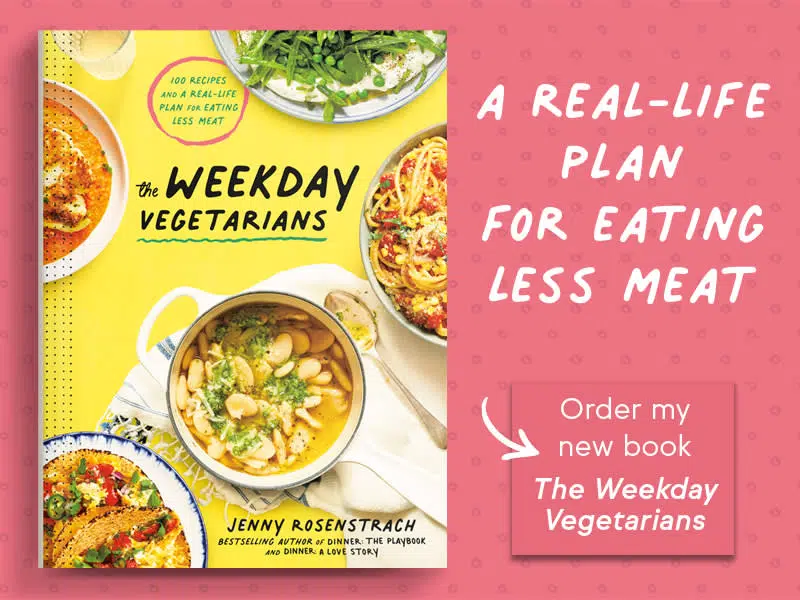 100 RECIPES
AND A REAL-LIFE
PLAN FOR EATING
LESS MEAT
the WEEKDAY
VEGETARIANS
JENNY ROSENSTRACH
BESTSELLING AUTHOR OF DINNER: THE PLAYBOOK
AND DINNER: A LOVE STORY
A REAL-LIFE
PLAN
FOR EATING
LESS MEAT
Order my
new book
The Weekday
Vegetarians